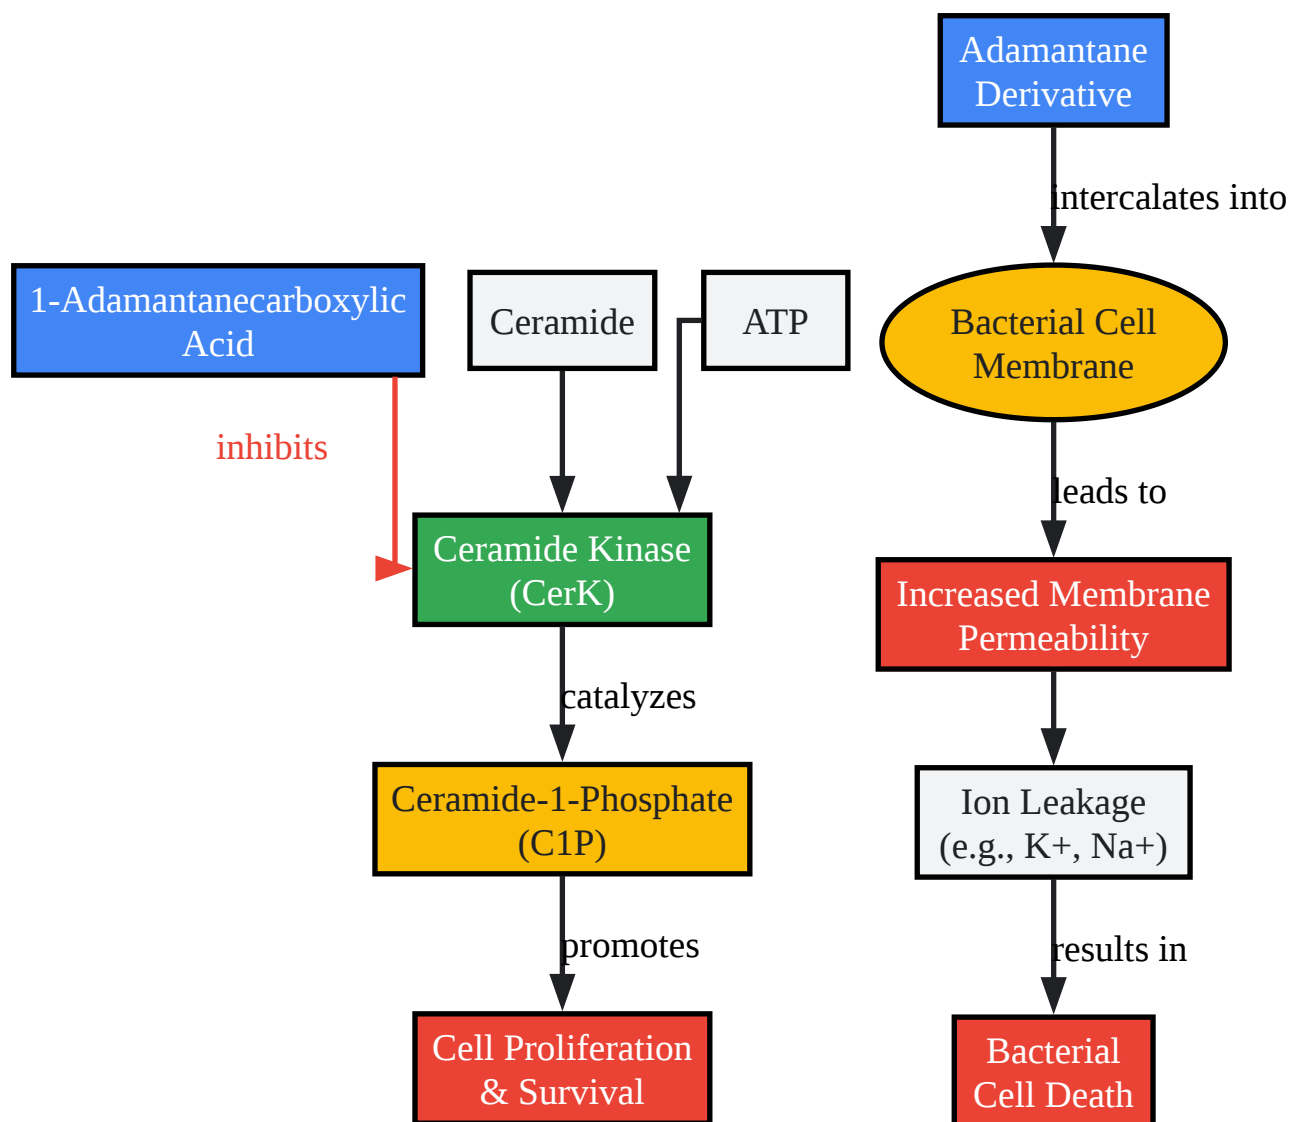 Adamantane
Derivative
intercalates into
1-Adamantanecarboxylic
Acid
Ceramide
ATP
Bacterial Cell
Membrane
inhibits
leads to
Ceramide Kinase
(CerK)
Increased Membrane
Permeability
catalyzes
Ceramide-1-Phosphate
(C1P)
Ion Leakage
(e.g., K+, Na+)
promotes
results in
Cell Proliferation
& Survival
Bacterial
Cell Death